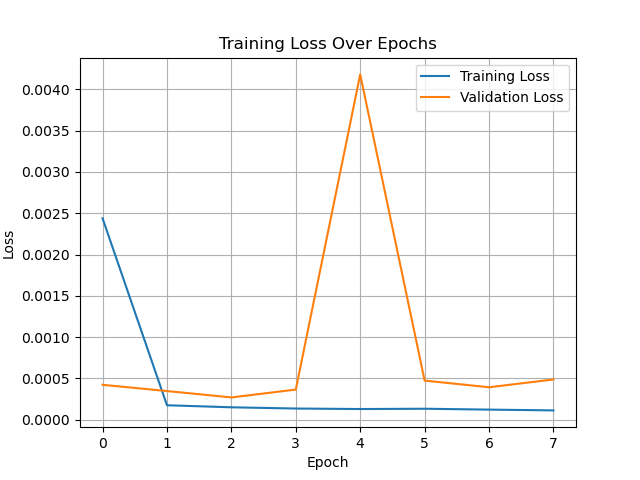 Training Loss Over Epochs
Training Loss
Validation Loss
0.0040
0.0035
0.0030
0.0025
0.0020
0.0015
0.0010
0.0005
0.0000
Loss
0 1 2 3 4 5 6 7
Epoch